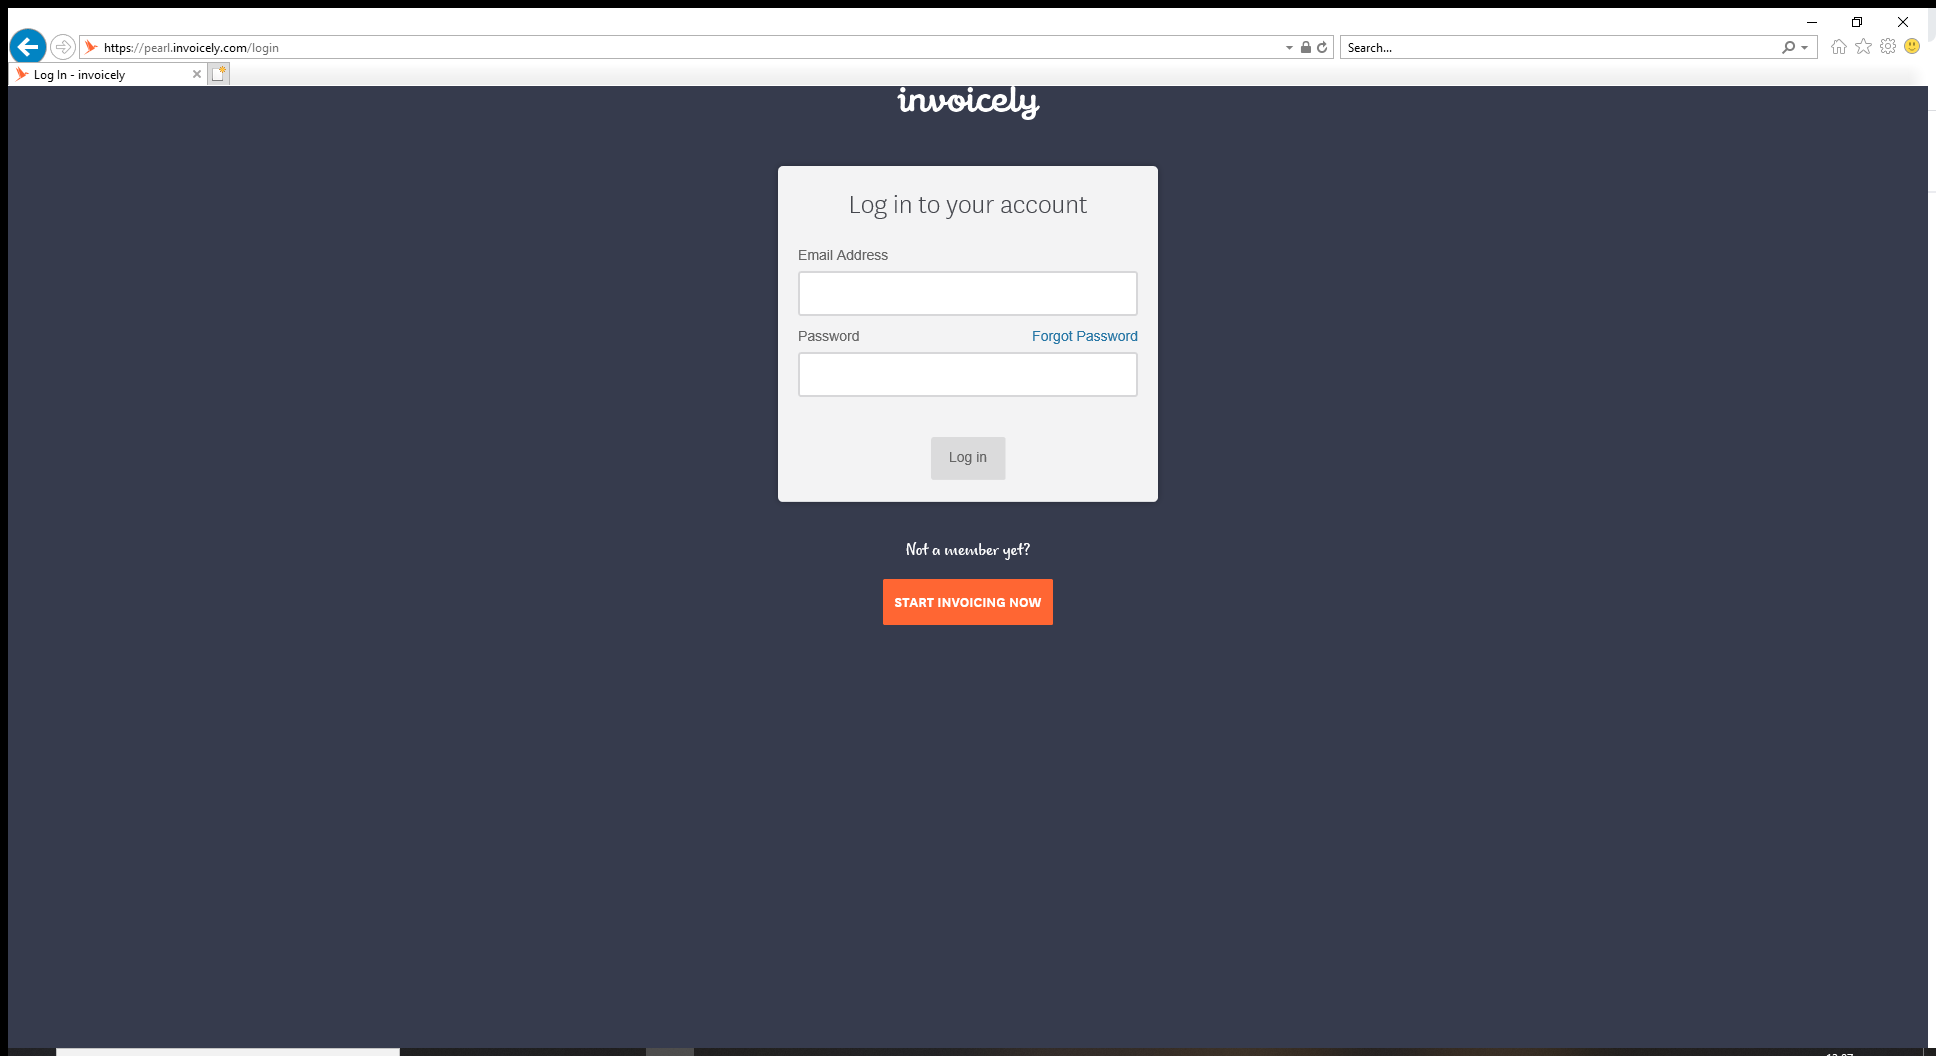 https://pearl.invoicely.com/login
Search...
Log In - invoicely
invoicely
Log in to your account
Email Address
Password
Forgot Password
Log in
Not a member yet?
START INVOICING NOW